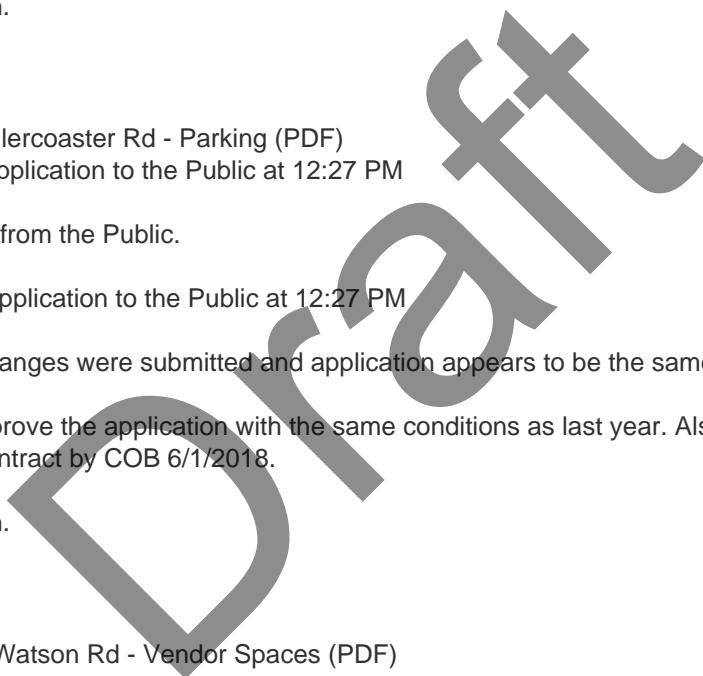 n.
lercoaster Rd - Parking (PDF)
pplication to the Public at 12:27 PM
from the Public.
pplication to the Public at 12:27 PM
anges were submitted and application appears to be the same
prove the application with the same conditions as last year. Als
ntract by COB 6/1/2018.
n.
Watson Rd - Vendor Spaces (PDF)
Draft